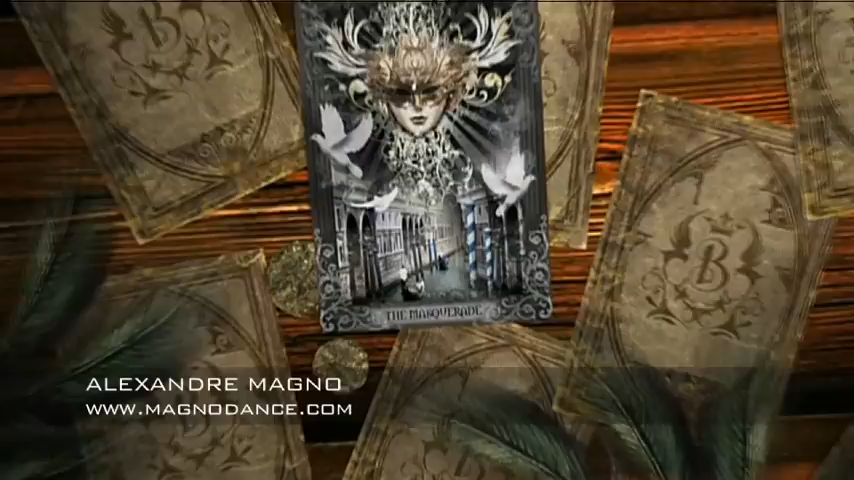 B
THE MASQUERADE
B
ALEXANDRE MAGNO
WWW.MAGNODANCE.COM